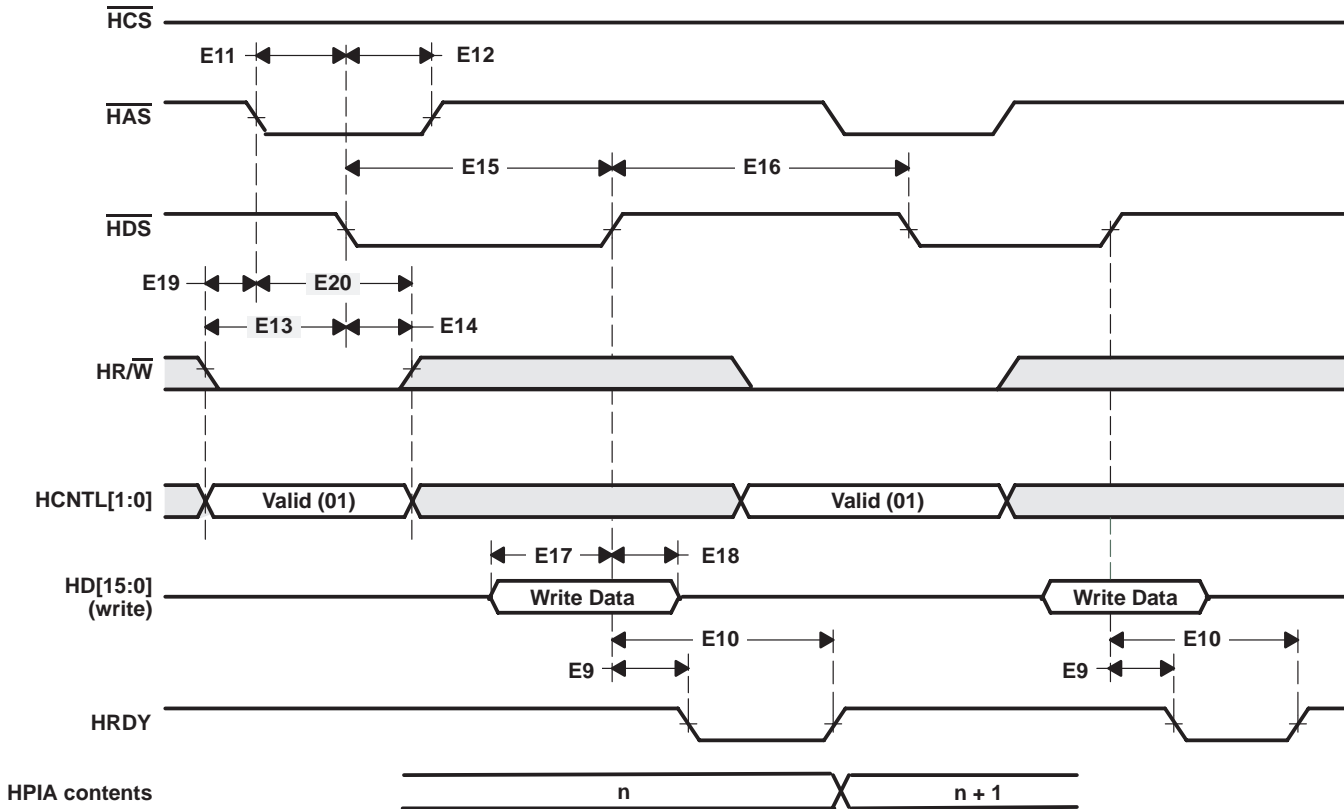 HCS
E11 E12
HAS
E15 E16
HDS
E19 E20
E13 E14
HR/W
HCNTL[1:0] Valid (01) Valid (01)
E17 E18
HD[15:0]
(write)
Write Data Write Data
E10 E10
E9 E9
HRDY
HPIA contents n n + 1